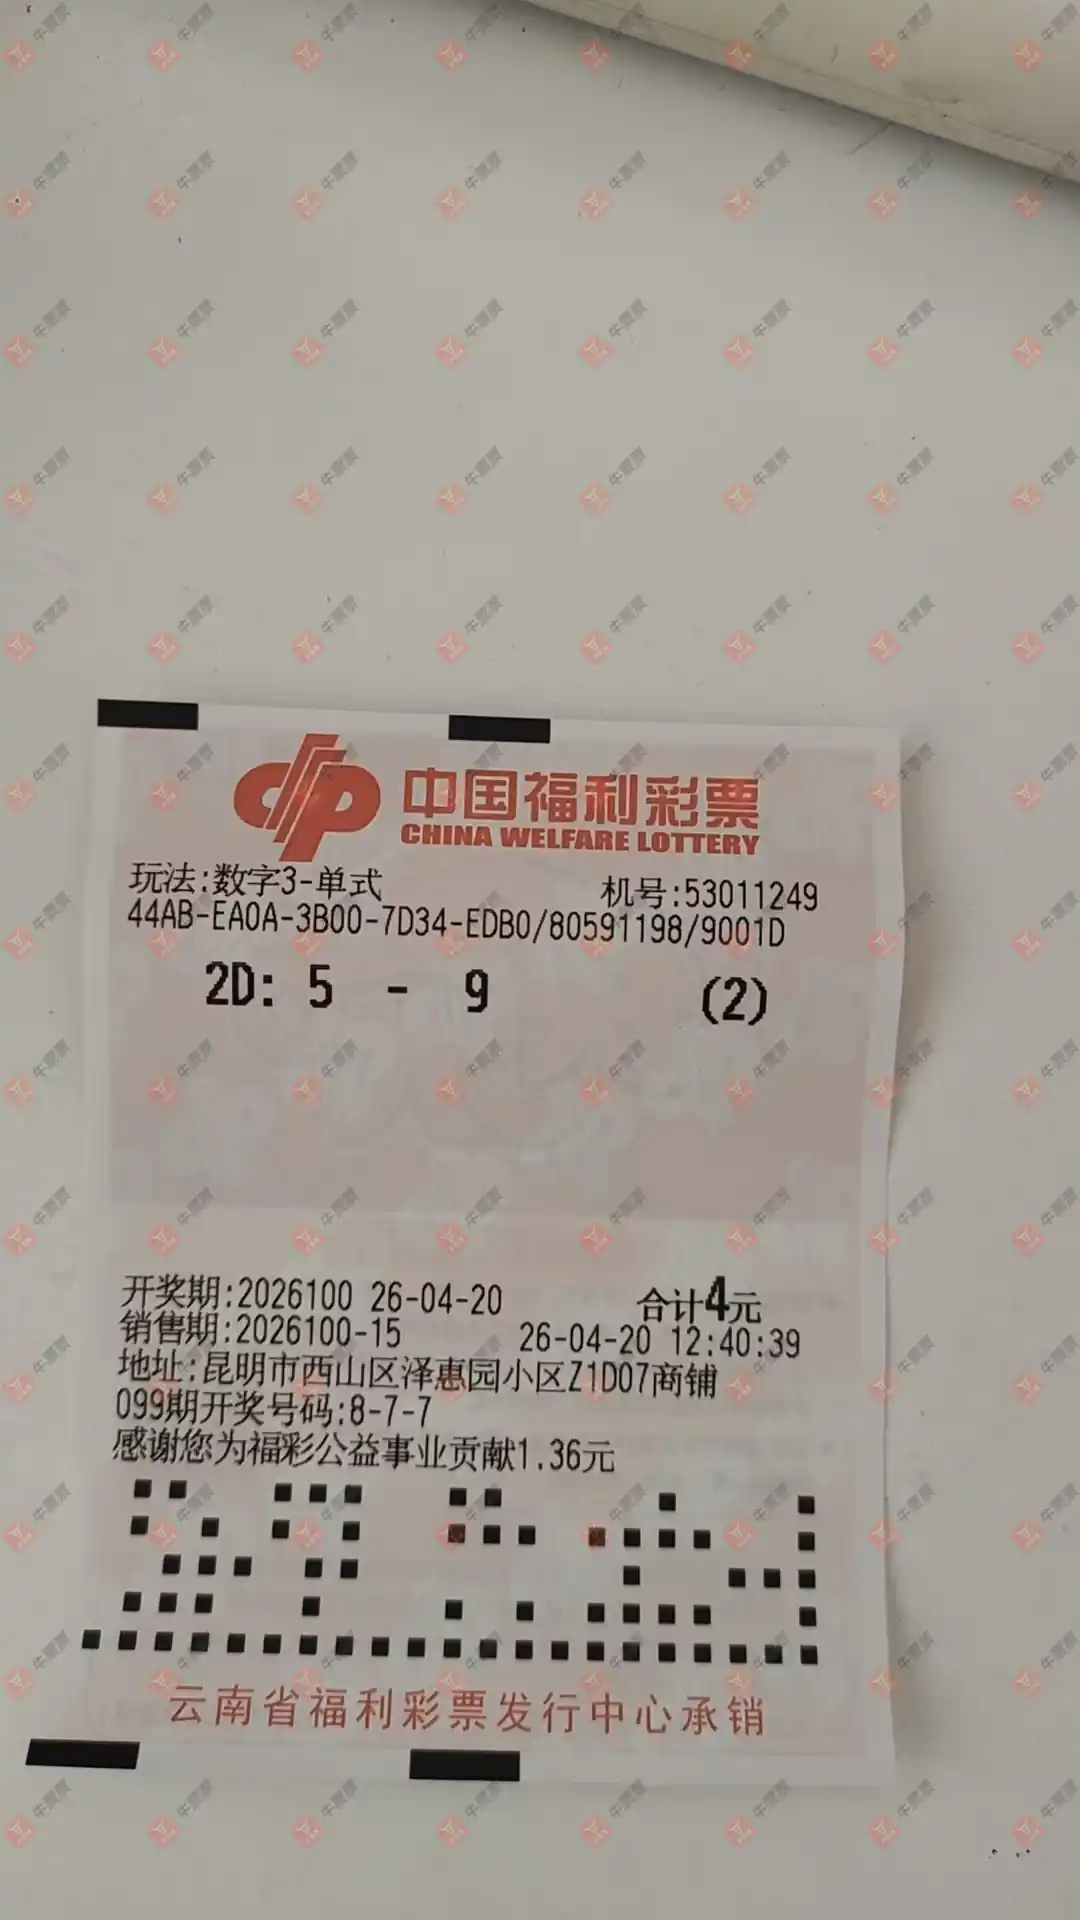 中国福利彩票
CHINA WELFARE LOTTERY
玩法:数字3-单式 机号:53011249
44AB-EA0A-3B00-7D34-EDB0/80591198/9001D
2D: 5 - 9 (2)
开奖期:2026100 26-04-20 合计4元
销售期:2026100-15 26-04-20 12:40:39
地址:昆明市西山区泽惠园小区Z1D07商铺
099期开奖号码:8-7-7
感谢您为福彩公益事业贡献1.36元
云南省福利彩票发行中心承销